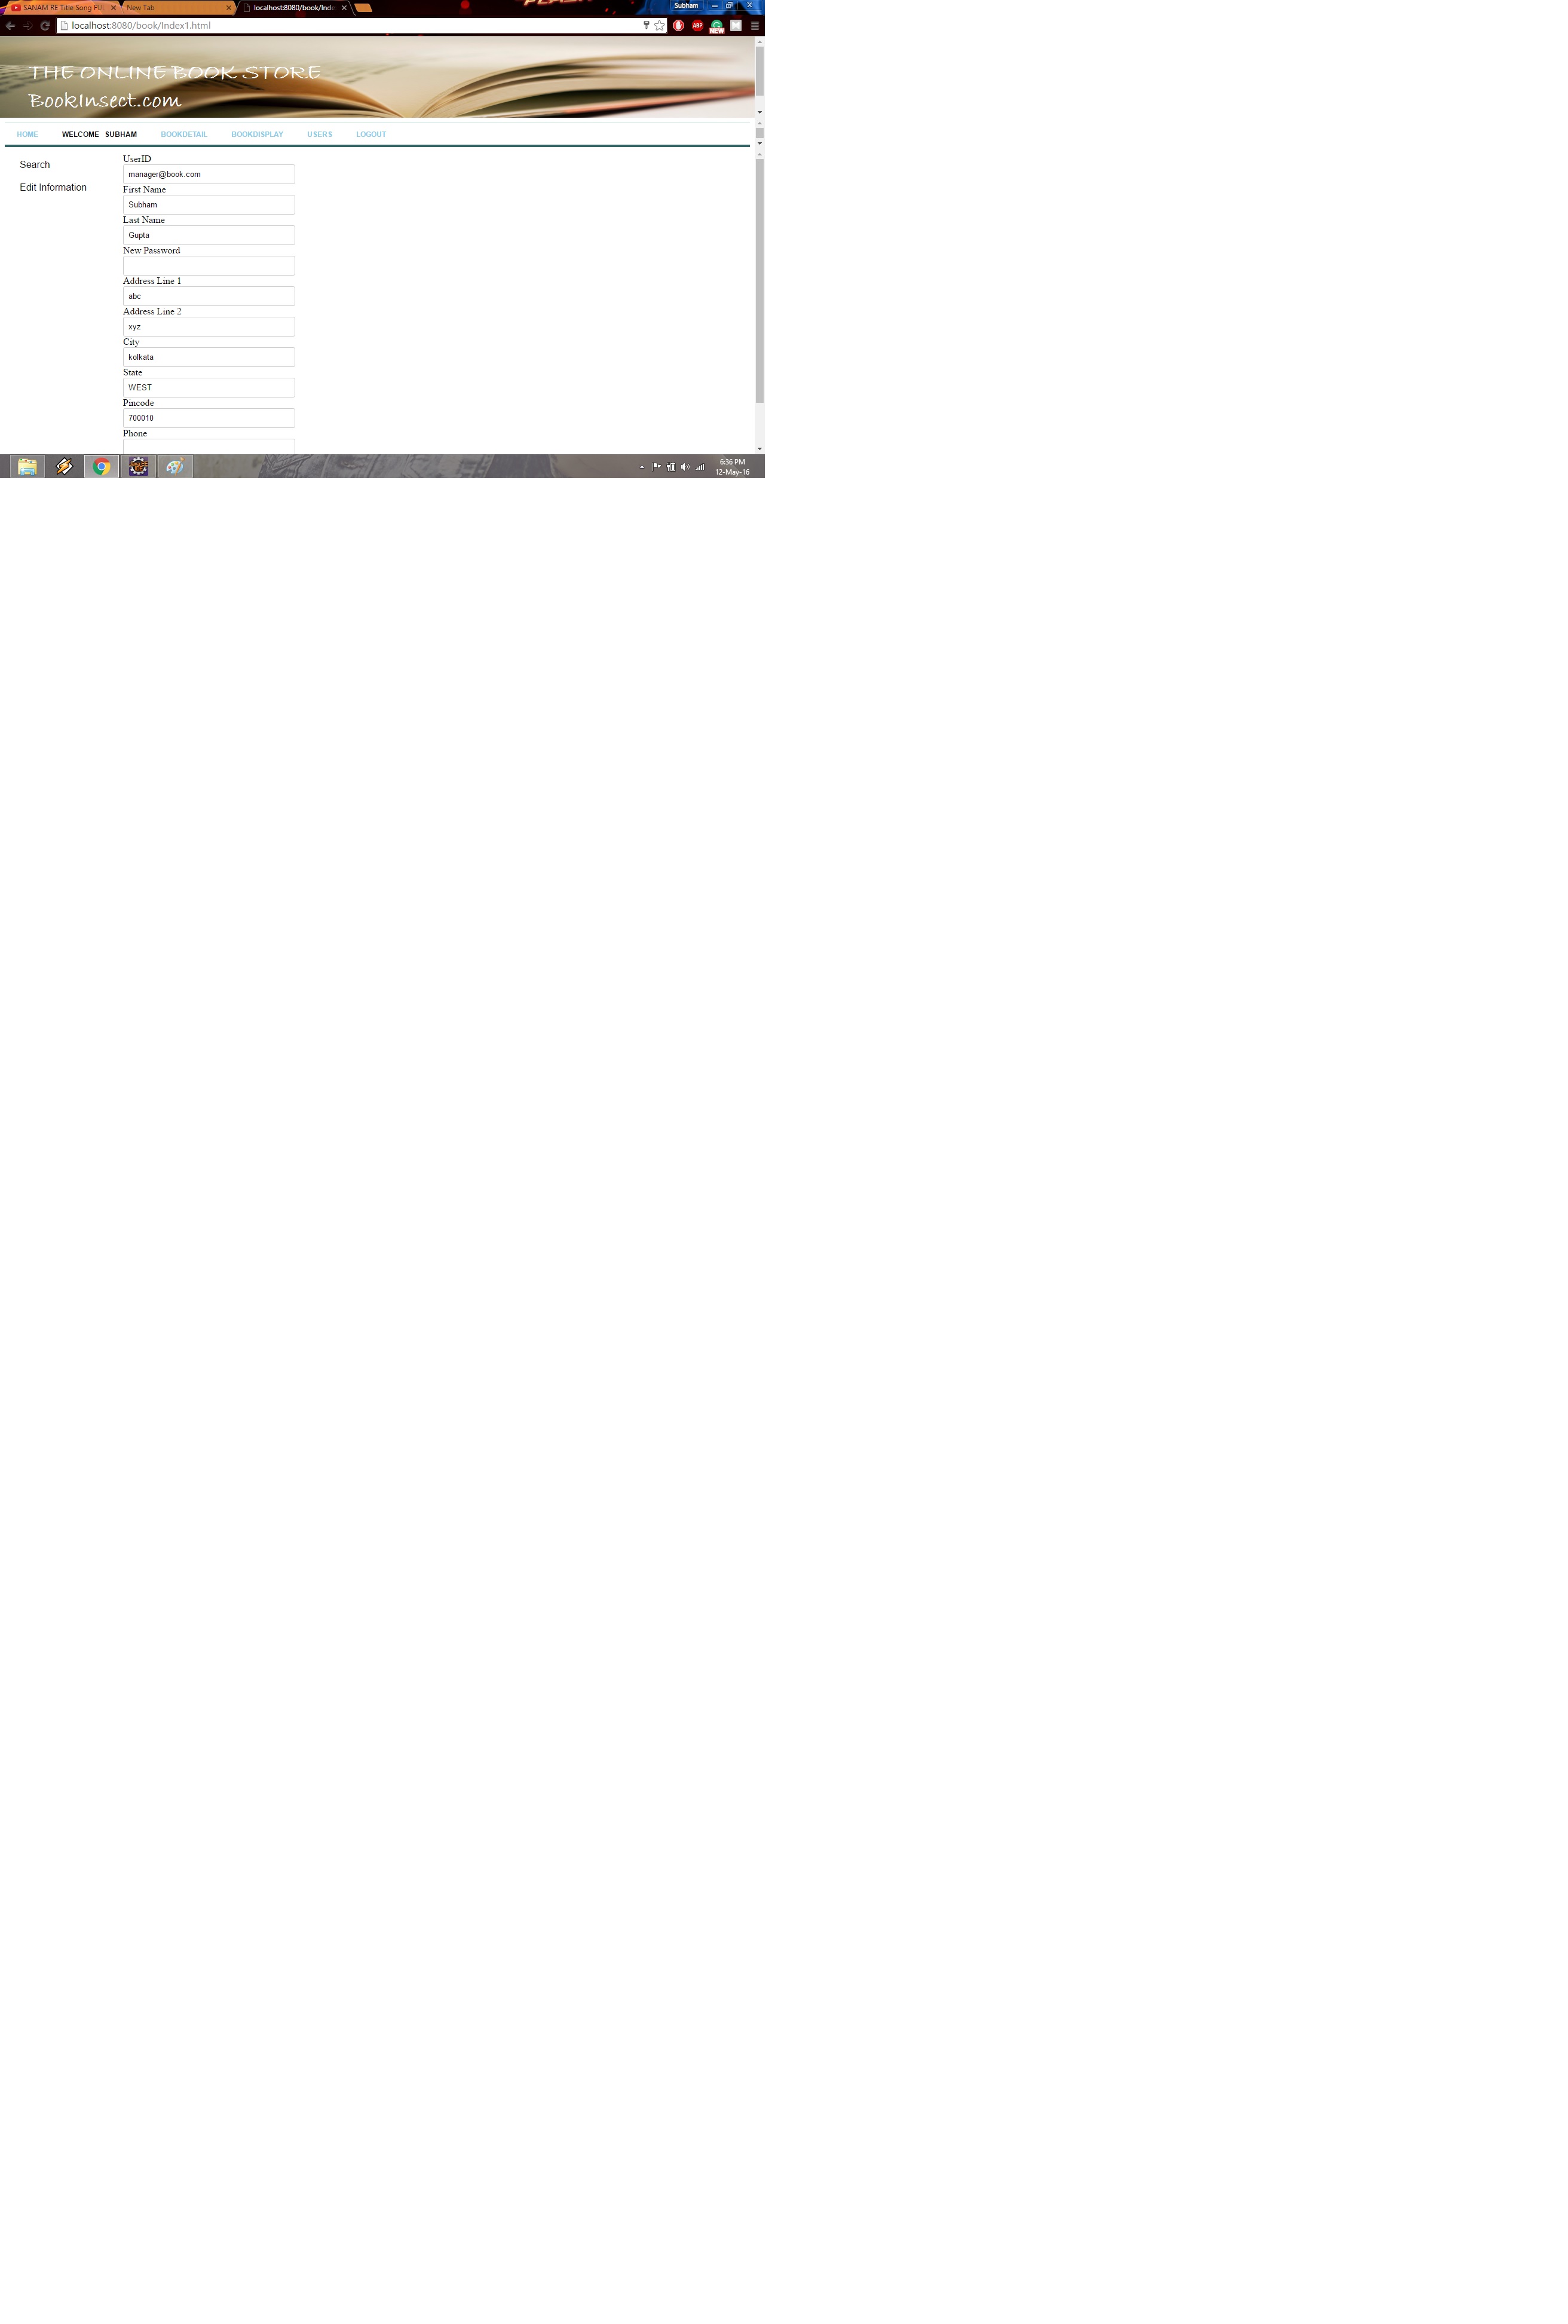 SANAM RE Title Song FU
New Tab
localhost:8080/book/Inde
Subham
localhost:8080/book/Index1.html
ABP
NEW
THE ONLINE BOOK STORE
BookInsect.com
HOME WELCOME SUBHAM BOOKDETAIL BOOKDISPLAY USERS LOGOUT
Search
Edit Information
UserID
manager@book.com
First Name
Subham
Last Name
Gupta
New Password
Address Line 1
abc
Address Line 2
xyz
City
kolkata
State
WEST
Pincode
700010
Phone
6:36 PM
12-May-16